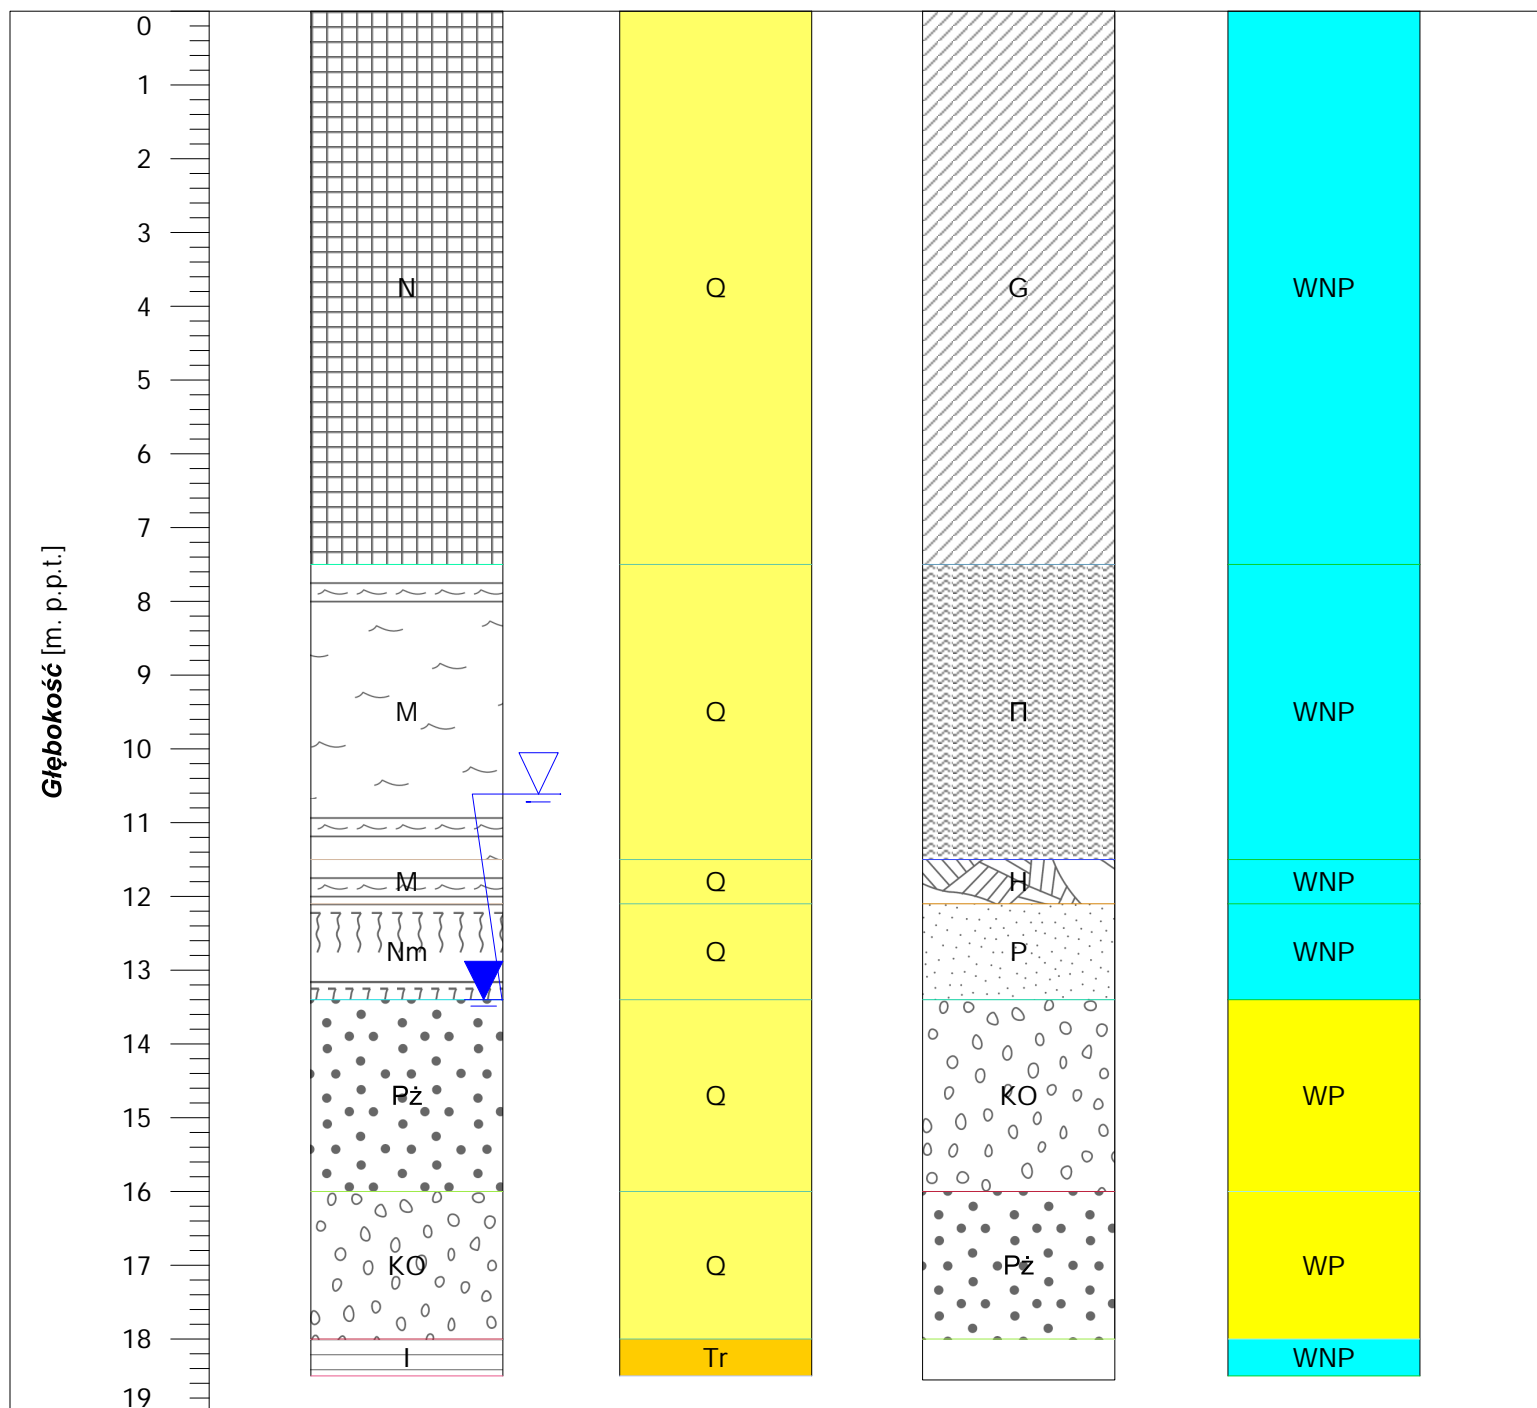 0
1
2
3
N Q G WNP
4
5
6
7
Głębokość [m. p.p.t.]
8
9
M Q Π WNP
10
11
M Q H WNP
12
Nm Q P WNP
13
14
Pż Q KO WP
15
16
17
KO Q Pż WP
18
I Tr WNP
19